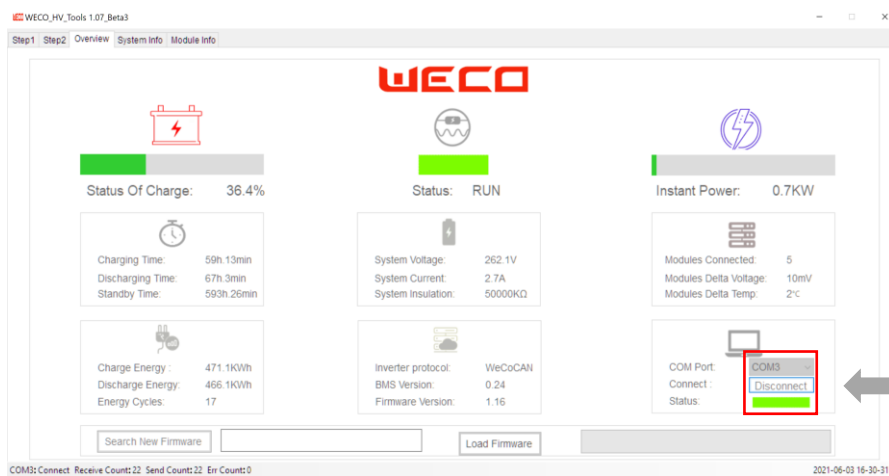 WECO_HV_Tools 1.07_Beta3
Step1 Step2 Overview System Info Module Info
WECO
Status Of Charge: 36.4%
Status: RUN
Instant Power: 0.7KW
Charging Time: 59h.13min
Discharging Time: 67h.3min
Standby Time: 593h.26min
System Voltage: 262.1V
System Current: 2.7A
System Insulation: 50000KΩ
Modules Connected: 5
Modules Delta Voltage: 10mV
Modules Delta Temp: 2℃
Charge Energy : 471.1KWh
Discharge Energy: 466.1KWh
Energy Cycles: 17
Inverter protocol: WeCoCAN
BMS Version: 0.24
Firmware Version: 1.16
COM Port: COM3
Connect : Disconnect
Status:
Search New Firmware
Load Firmware
COM3: Connect Receive Count: 22 Send Count: 22 Err Count: 0
2021-06-03 16-30-31